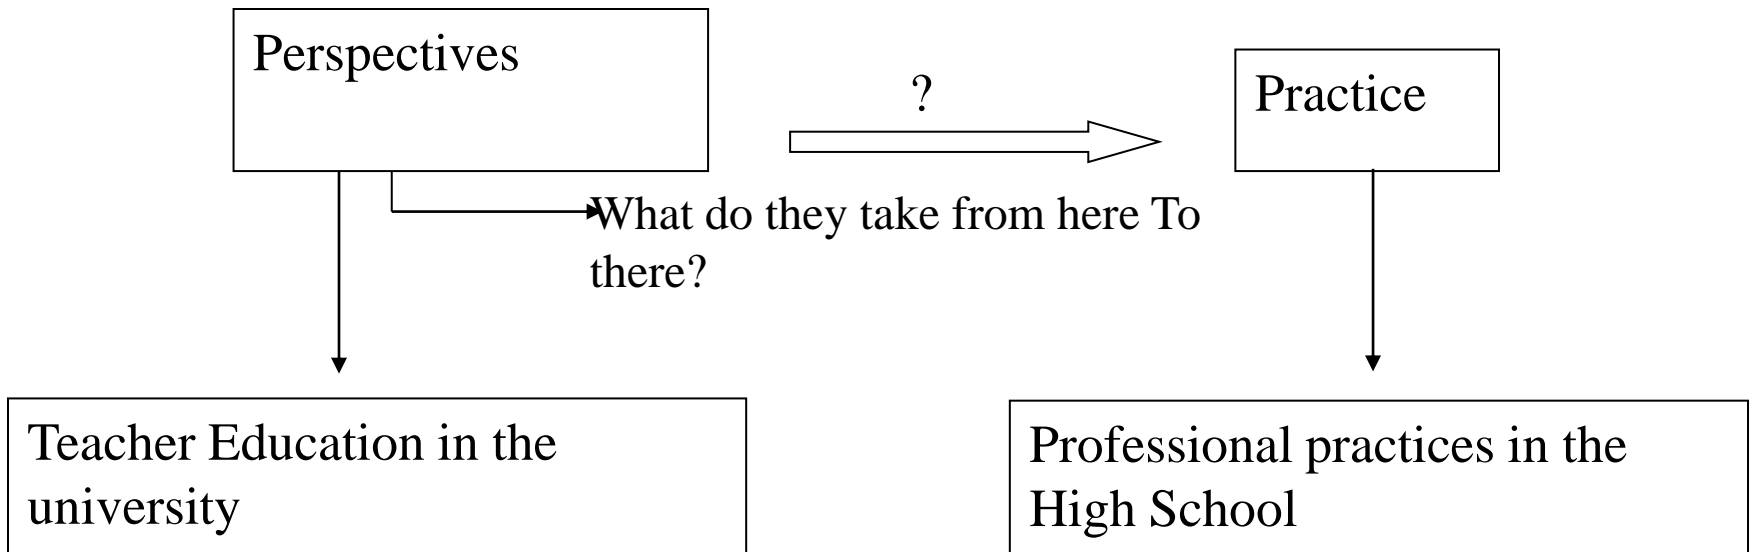 Perspectives
?
Practice
What do they take from here To
there?
Teacher Education in the
university
Professional practices in the
High School